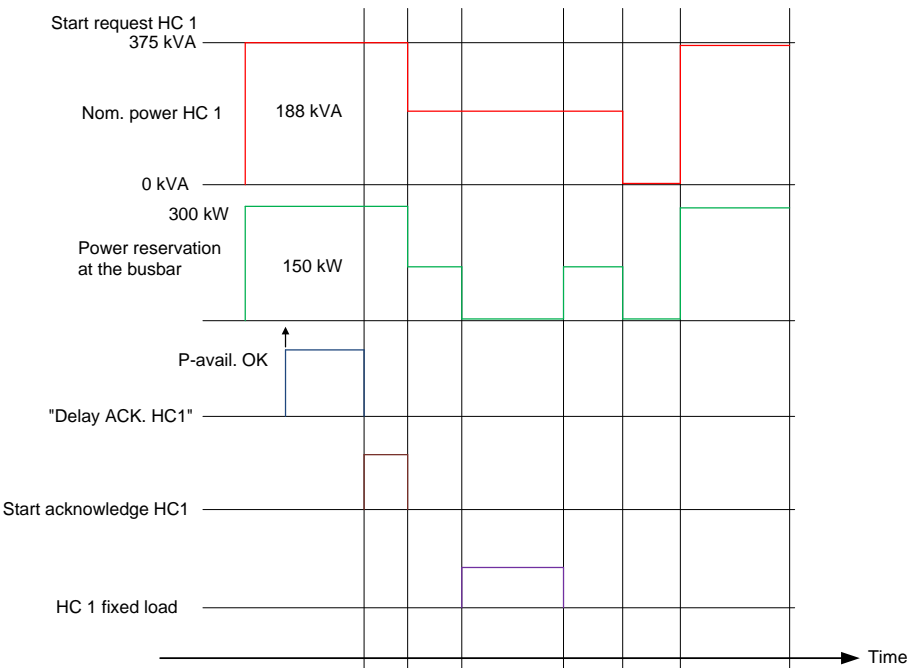 Start request HC 1
375 kVA
Nom. power HC 1
188 kVA
0 kVA
300 kW
Power reservation
at the busbar
150 kW
P-avail. OK
"Delay ACK. HC1"
Start acknowledge HC1
HC 1 fixed load
Time